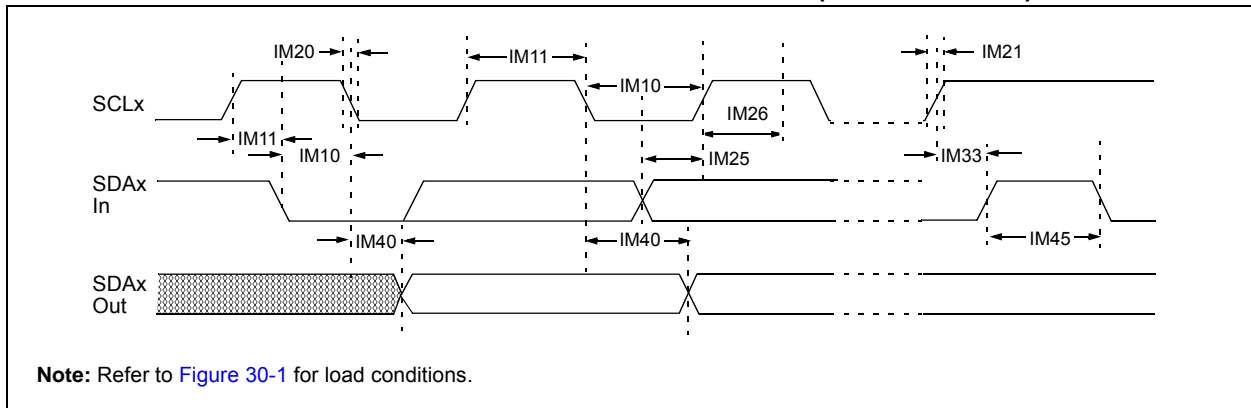 IM20
IM11
IM21
SCLx
IM10
IM26
IM11
IM10
IM25
IM33
SDAx
In
IM40
IM40
IM45
SDAx
Out
Note: Refer to Figure 30-1 for load conditions.